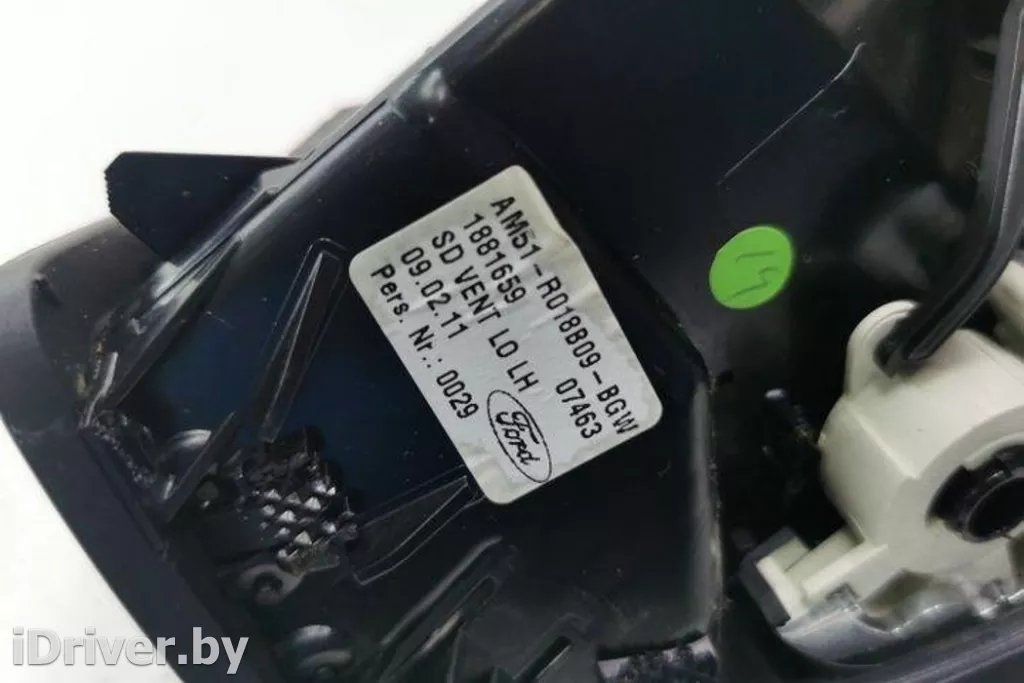 AM51-R018B09-BGW
1881659 07463
SD VENT LO LH
09.02.11
Pers. Nr.: 0029
Ford
iDriver.by